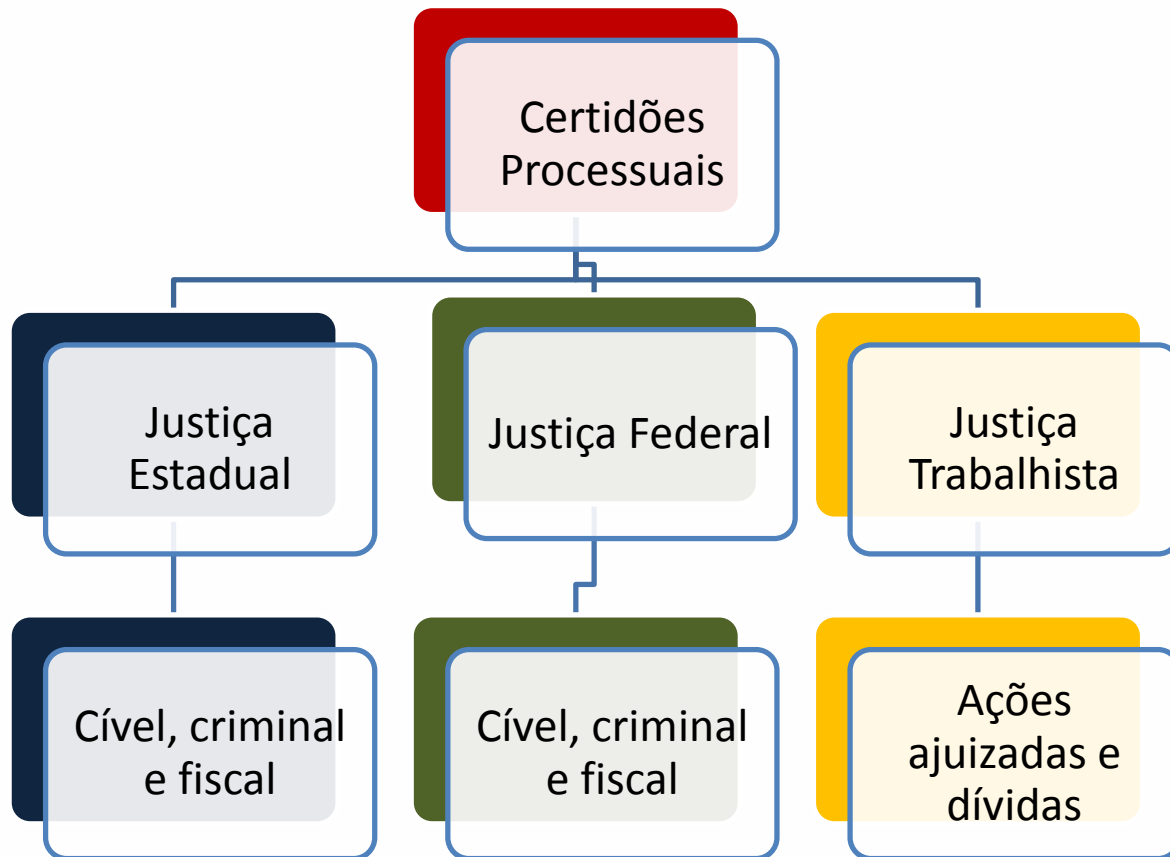 Certidões
Processuais
Justiça
Estadual
Justiça Federal
Justiça
Trabalhista
Cível, criminal
e fiscal
Cível, criminal
e fiscal
Ações
ajuizadas e
dívidas